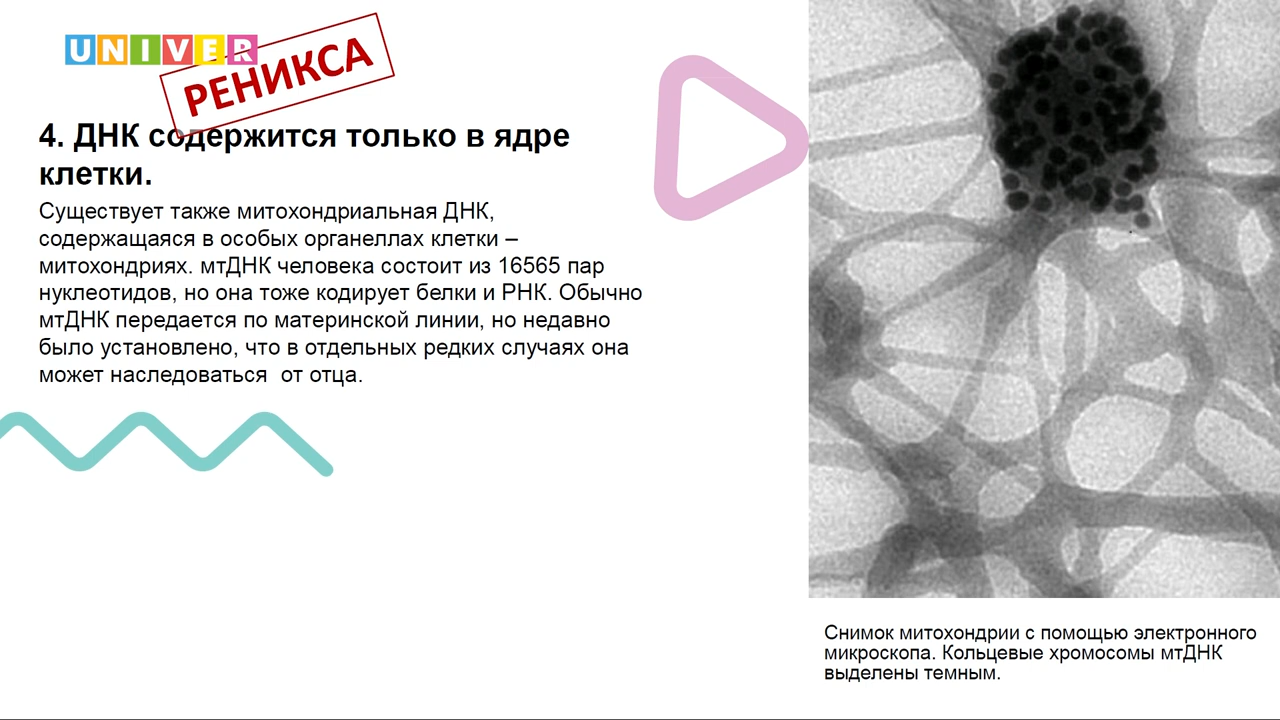 UNIVER
РЕНИКСА
4. ДНК содержится только в ядре
клетки.
Существует также митохондриальная ДНК,
содержащаяся в особых органеллах клетки –
митохондриях. мтДНК человека состоит из 16565 пар
нуклеотидов, но она тоже кодирует белки и РНК. Обычно
мтДНК передается по материнской линии, но недавно
было установлено, что в отдельных редких случаях она
может наследоваться  от отца.
Снимок митохондрии с помощью электронного
микроскопа. Кольцевые хромосомы мтДНК
выделены темным.